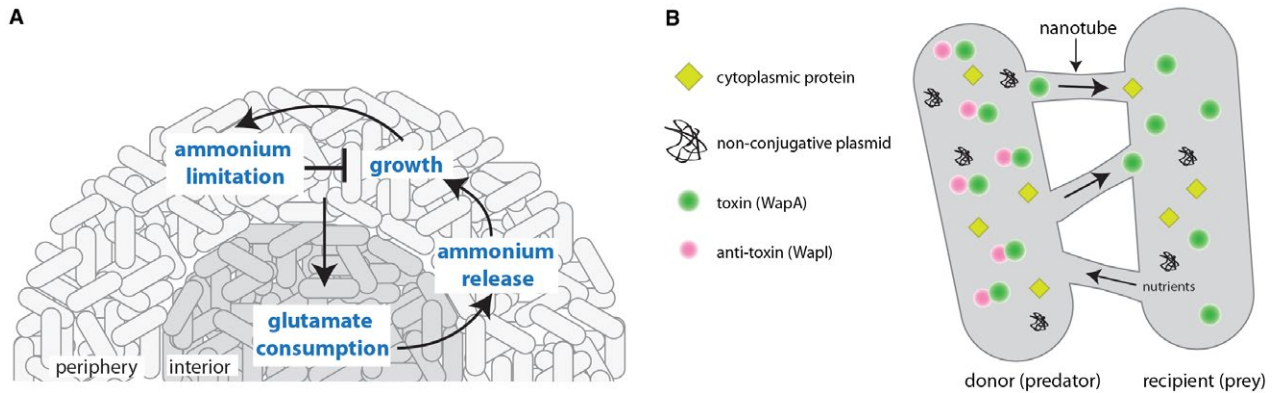 A
ammonium
limitation
growth
ammonium
release
glutamate
consumption
periphery
interior
B
cytoplasmic protein
non-conjugative plasmid
toxin (WapA)
anti-toxin (WapI)
nanotube
nutrients
donor (predator)
recipient (prey)